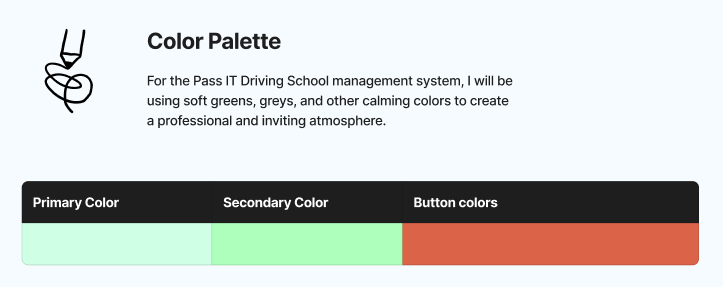 Color Palette
For the Pass IT Driving School management system, I will be
using soft greens, greys, and other calming colors to create
a professional and inviting atmosphere.
Primary Color
Secondary Color
Button colors